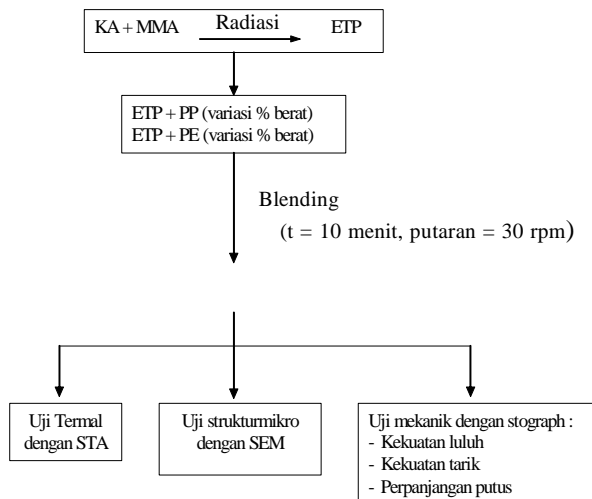 KA + MMA Radiasi ETP
ETP + PP (variasi % berat)
ETP + PE (variasi % berat)
Blending
(t = 10 menit, putaran = 30 rpm)
Uji Termal
dengan STA
Uji strukturmikro
dengan SEM
Uji mekanik dengan stograph :
- Kekuatan luluh
- Kekuatan tarik
- Perpanjangan putus